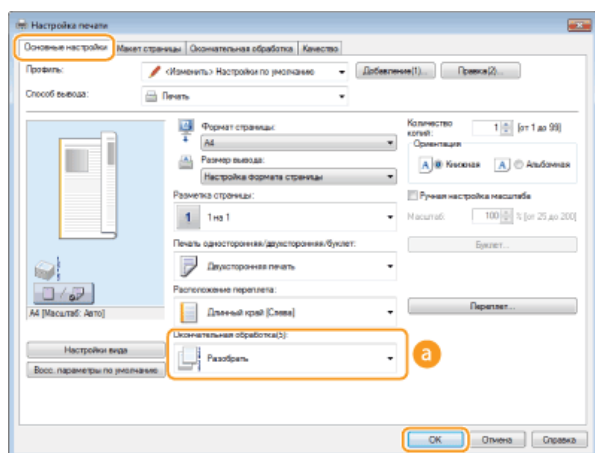 Настройка печати
Основные настройки Макет страницы Окончательная обработка Качество
Профиль: <Изменить> Настройки по умолчанию Добавление(1)... Правка(2)...
Способ вывода: Печать
Формат страницы:
A4
Размер вывода:
Настройка формата страницы
Разметка страницы:
1 1 на 1
Печать односторонняя/двухсторонняя/буклет:
Двухсторонняя печать
Расположение переплета:
Длинный край [Слева]
Окончательная обработка(5):
Разобрать
a
Количество копий: 1 [от 1 до 99]
Ориентация
A Книжная A Альбомная
Ручная настройка масштаба
Масштаб: 100 % [от 25 до 200]
Буклет...
Переплет...
A4 [Масштаб: Авто]
Настройки вида
Восс. параметры по умолчанию
OK Отмена Справка